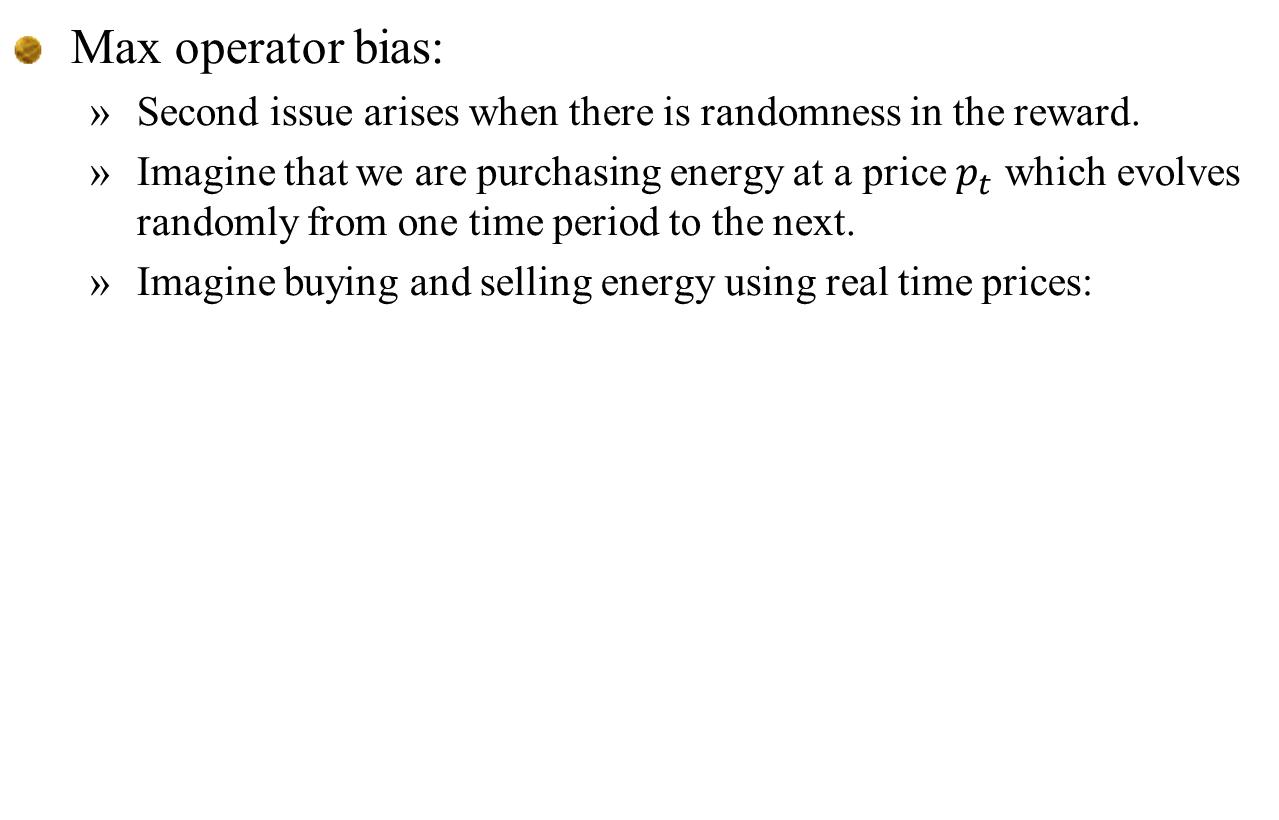 Max operator bias:
» Second issue arises when there is randomness in the reward.
» Imagine that we are purchasing energy at a price 𝑝ₜ which evolves
randomly from one time period to the next.
» Imagine buying and selling energy using real time prices: